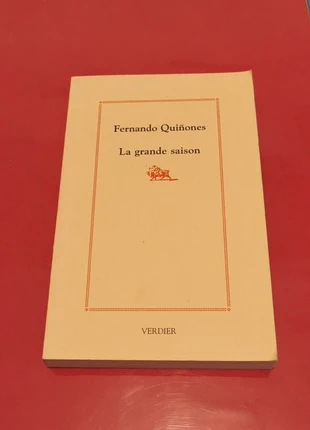 Fernando Quiñones
La grande saison
VERDIER